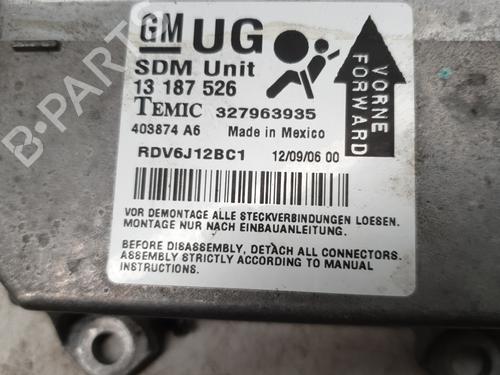 GM UG
SDM Unit
13 187 526
TEMIC 327963935
403874 A6 Made in Mexico
RDV6J12BC1 12/09/06 00
VORNE
FORWARD
VOR DEMONTAGE ALLE STECKVERBINDUNGEN LOESEN.
MONTAGE NUR NACH EINBAUANLEITUNG.
BEFORE DISASSEMBLY, DETACH ALL CONNECTORS.
ASSEMBLY STRICTLY ACCORDING TO MANUAL
INSTRUCTIONS.